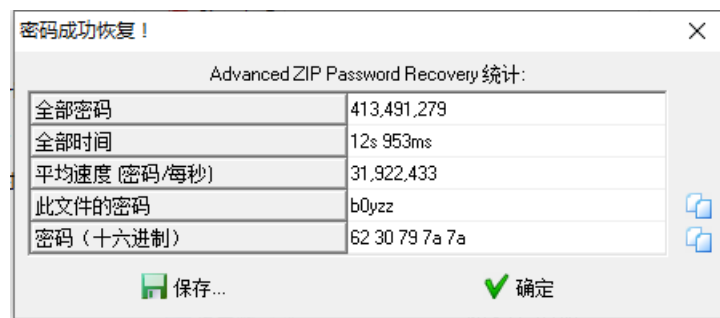 密码成功恢复！
Advanced ZIP Password Recovery 统计:
全部密码 413,491,279
全部时间 12s 953ms
平均速度 (密码/每秒) 31,922,433
此文件的密码 b0yzz
密码（十六进制） 62 30 79 7a 7a
保存... 确定